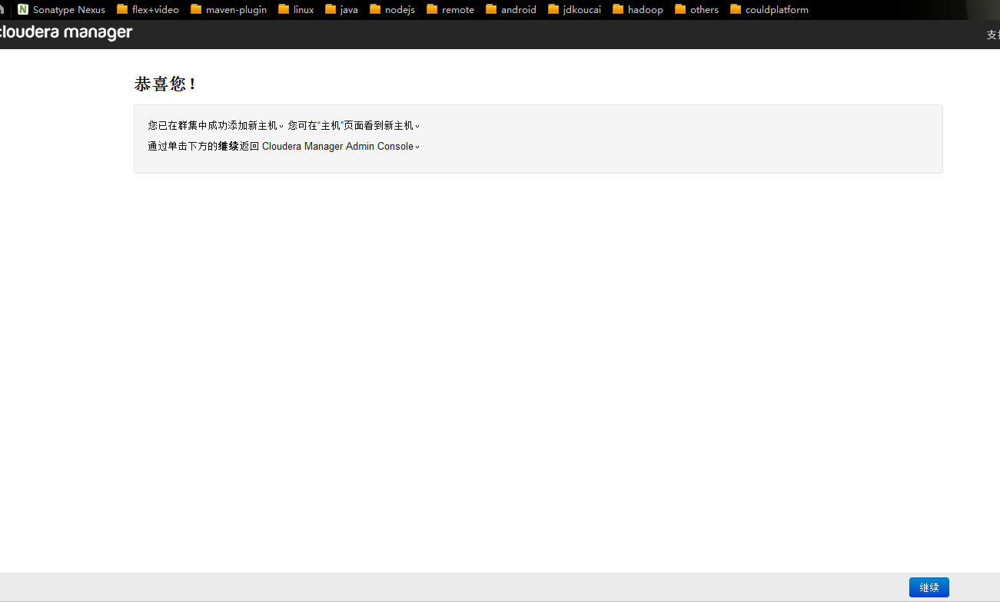 Sonatype Nexus flex+video maven-plugin linux java nodejs remote android jdkoucai hadoop others couldplatform
cloudera manager
支持
恭喜您！
您已在群集中成功添加新主机。您可在“主机”页面看到新主机。
通过单击下方的继续返回 Cloudera Manager Admin Console。
继续